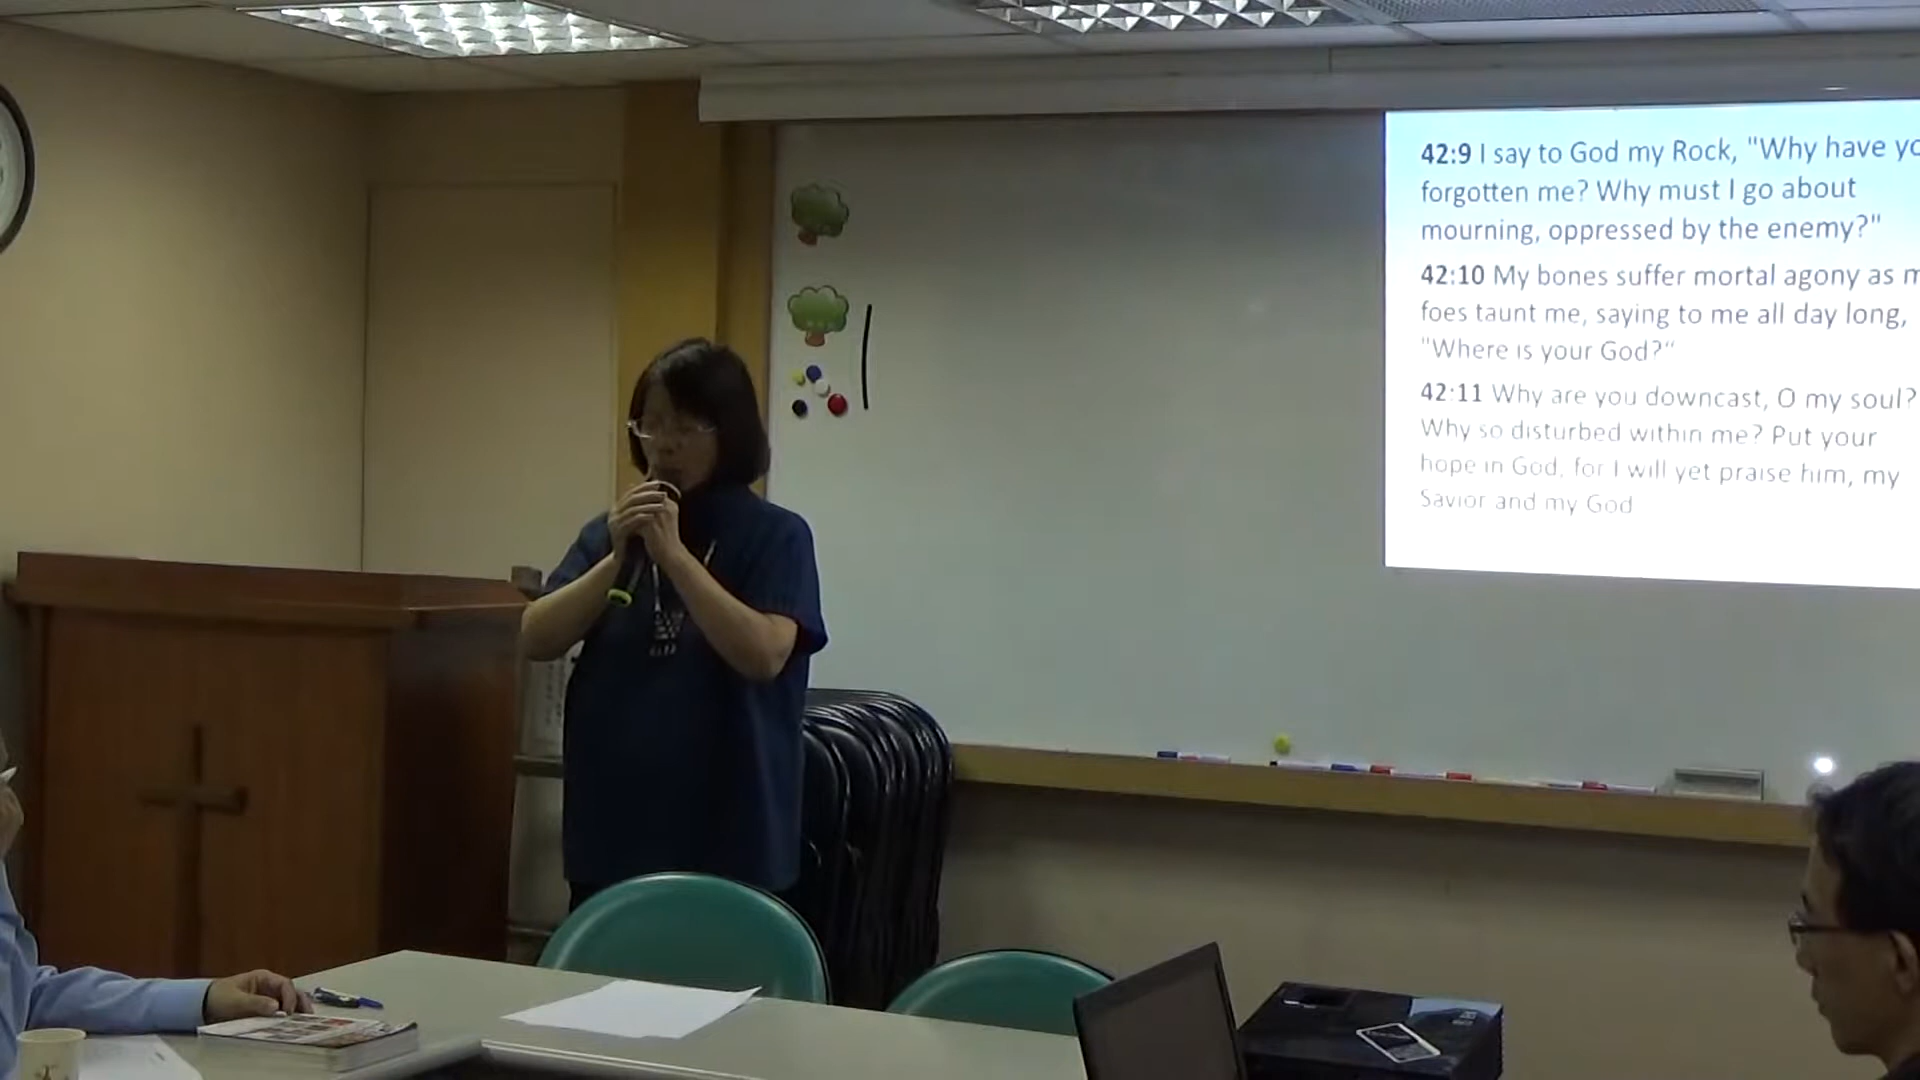 42:9 I say to God my Rock, "Why have
forgotten me? Why must I go about
mourning, oppressed by the enemy?"
42:10 My bones suffer mortal agony as
foes taunt me, saying to me all day long,
"Where is your God?“
42:11 Why are you downcast, O my soul?
Why so disturbed within me? Put your
hope in God, for I will yet praise him, my
Savior and my God